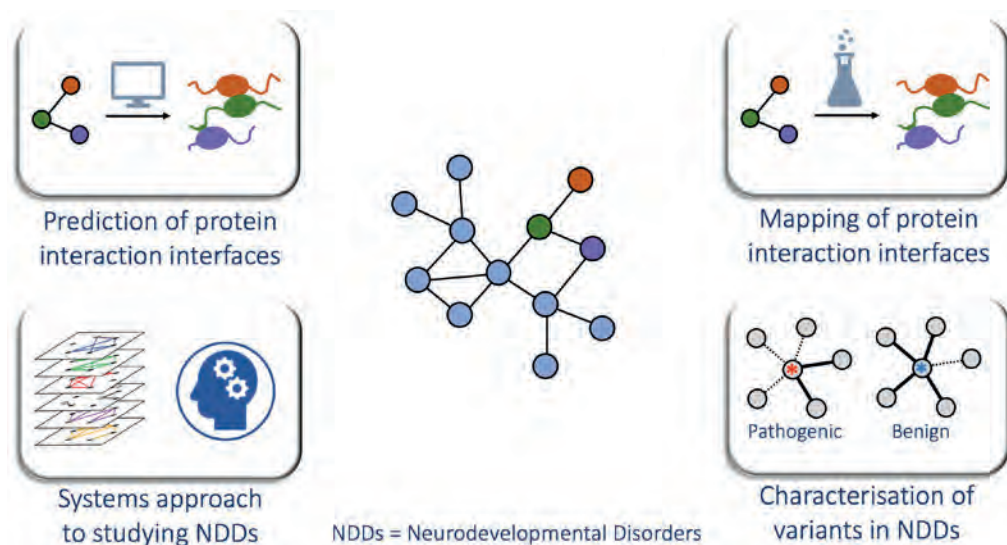 Prediction of protein
interaction interfaces
Mapping of protein
interaction interfaces
Pathogenic
Benign
Systems approach
to studying NDDs
NDDs = Neurodevelopmental Disorders
Characterisation of
variants in NDDs